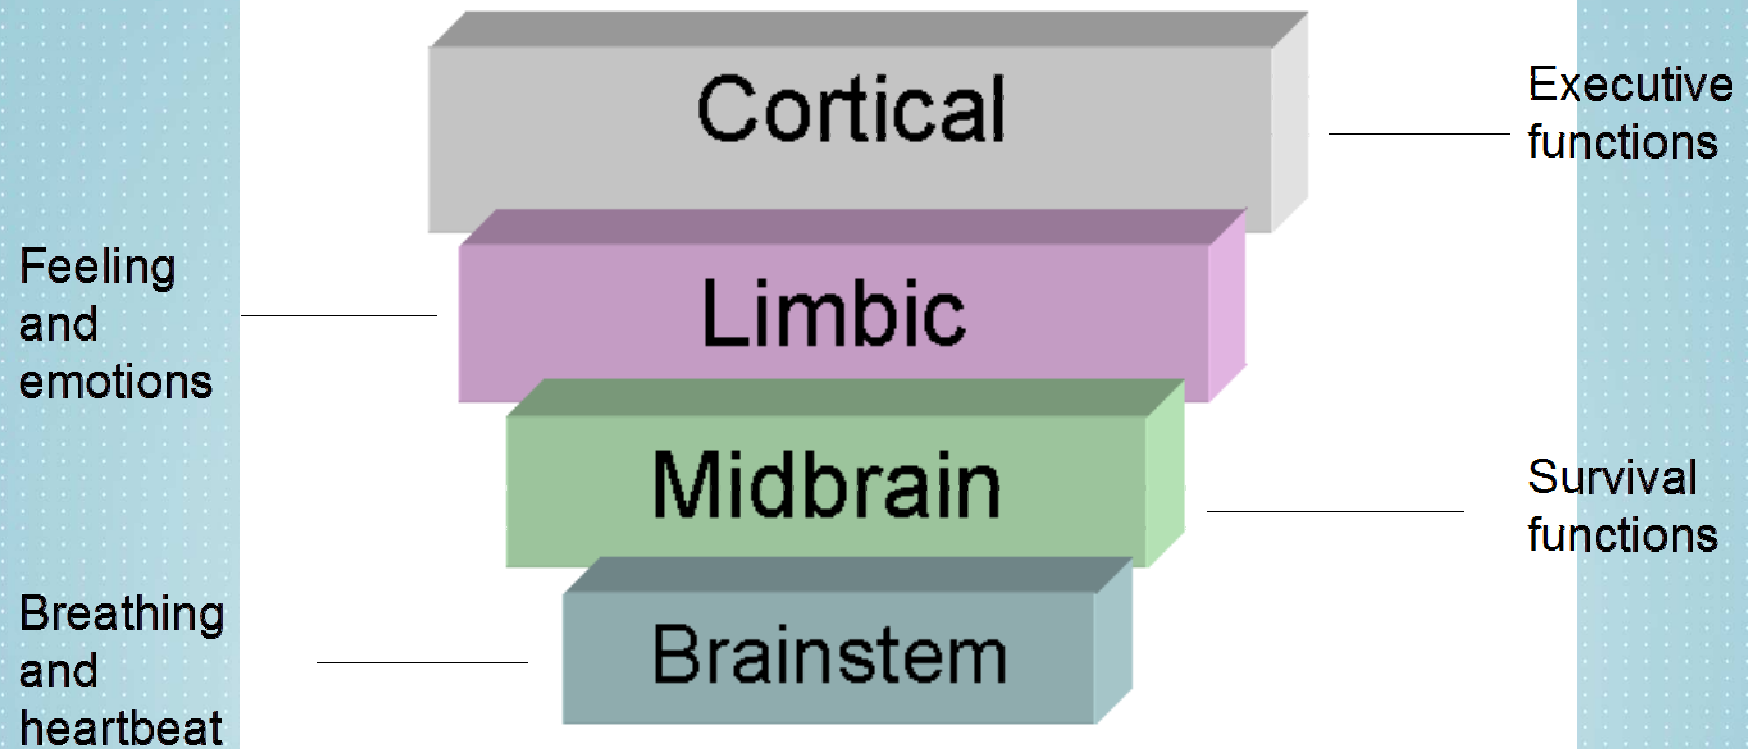 Cortical
Executive
functions
Feeling
and
emotions
Limbic
Midbrain
Survival
functions
Breathing
and
heartbeat
Brainstem